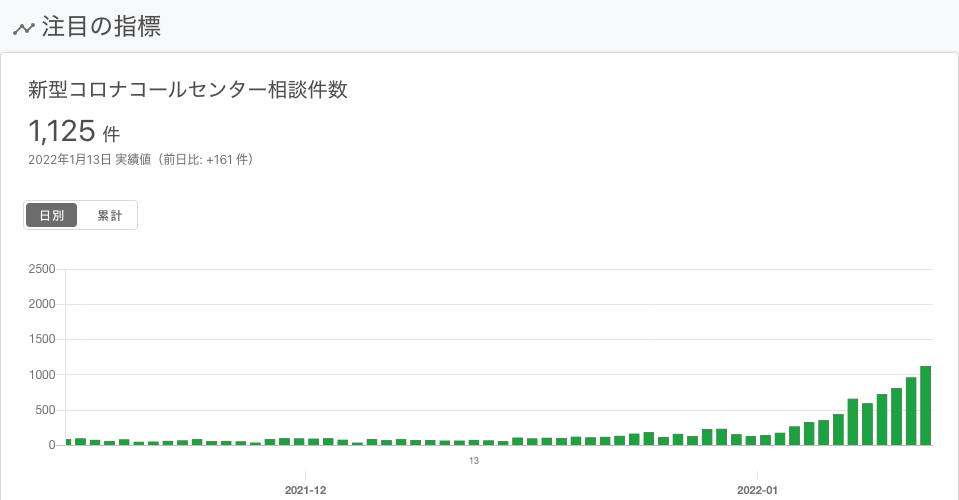 注目の指標
新型コロナコールセンター相談件数
1,125 件
2022年1月13日 実績値（前日比: +161 件）
日別 累計
2500
2000
1500
1000
500
0
13
2021-12 2022-01